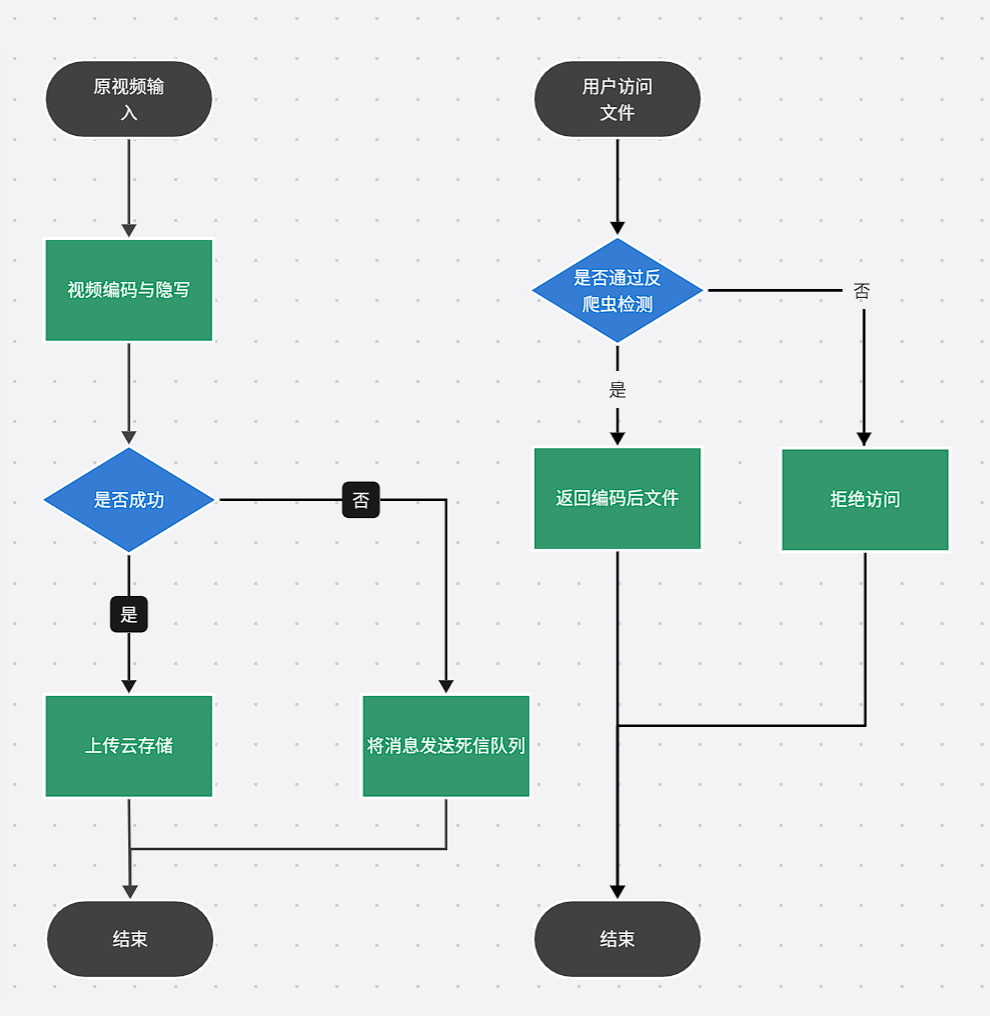 原视频输
入
视频编码与隐写
是否成功
否
是
上传云存储
将消息发送死信队列
结束
用户访问
文件
是否通过反
爬虫检测
否
是
返回编码后文件
拒绝访问
结束